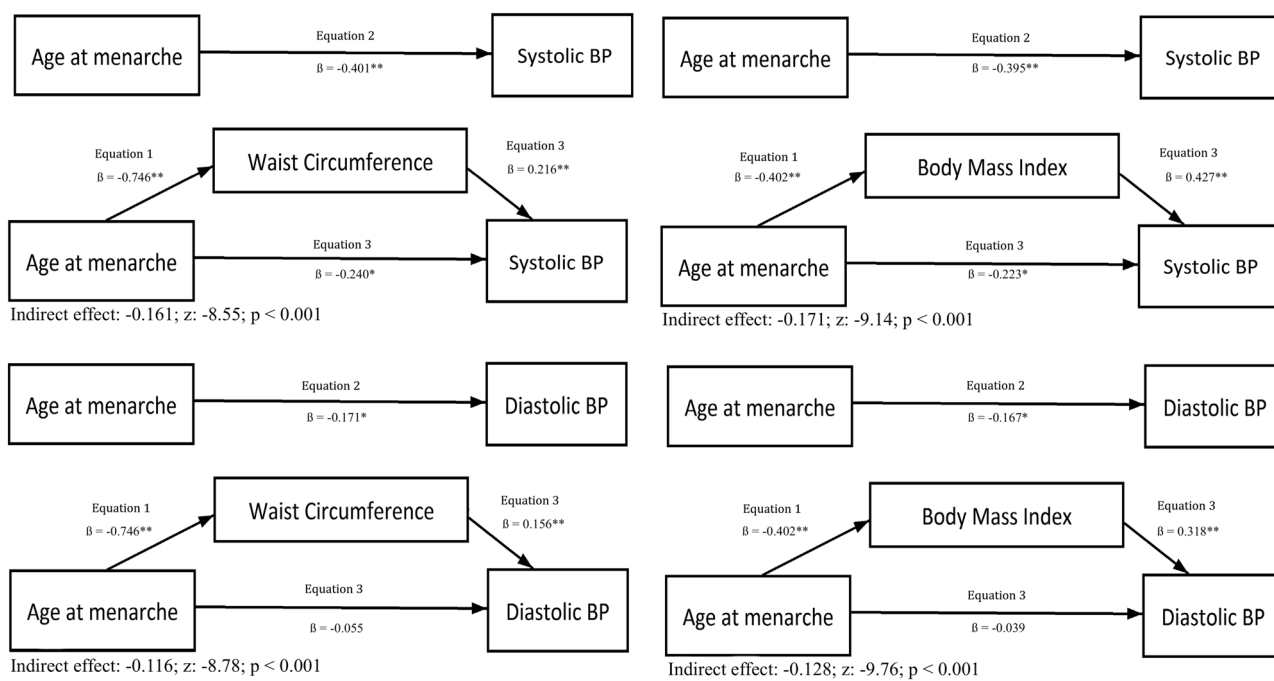 Age at menarche
Equation 2
ß = -0.401**
Systolic BP
Equation 1
ß = -0.746**
Waist Circumference
Equation 3
ß = 0.216**
Age at menarche
Equation 3
ß = -0.240*
Systolic BP
Indirect effect: -0.161; z: -8.55; p < 0.001
Age at menarche
Equation 2
ß = -0.395**
Systolic BP
Equation 1
ß = -0.402**
Body Mass Index
Equation 3
ß = 0.427**
Age at menarche
Equation 3
ß = -0.223*
Systolic BP
Indirect effect: -0.171; z: -9.14; p < 0.001
Age at menarche
Equation 2
ß = -0.171*
Diastolic BP
Equation 1
ß = -0.746**
Waist Circumference
Equation 3
ß = 0.156**
Age at menarche
Equation 3
ß = -0.055
Diastolic BP
Indirect effect: -0.116; z: -8.78; p < 0.001
Age at menarche
Equation 2
ß = -0.167*
Diastolic BP
Equation 1
ß = -0.402**
Body Mass Index
Equation 3
ß = 0.318**
Age at menarche
Equation 3
ß = -0.039
Diastolic BP
Indirect effect: -0.128; z: -9.76; p < 0.001